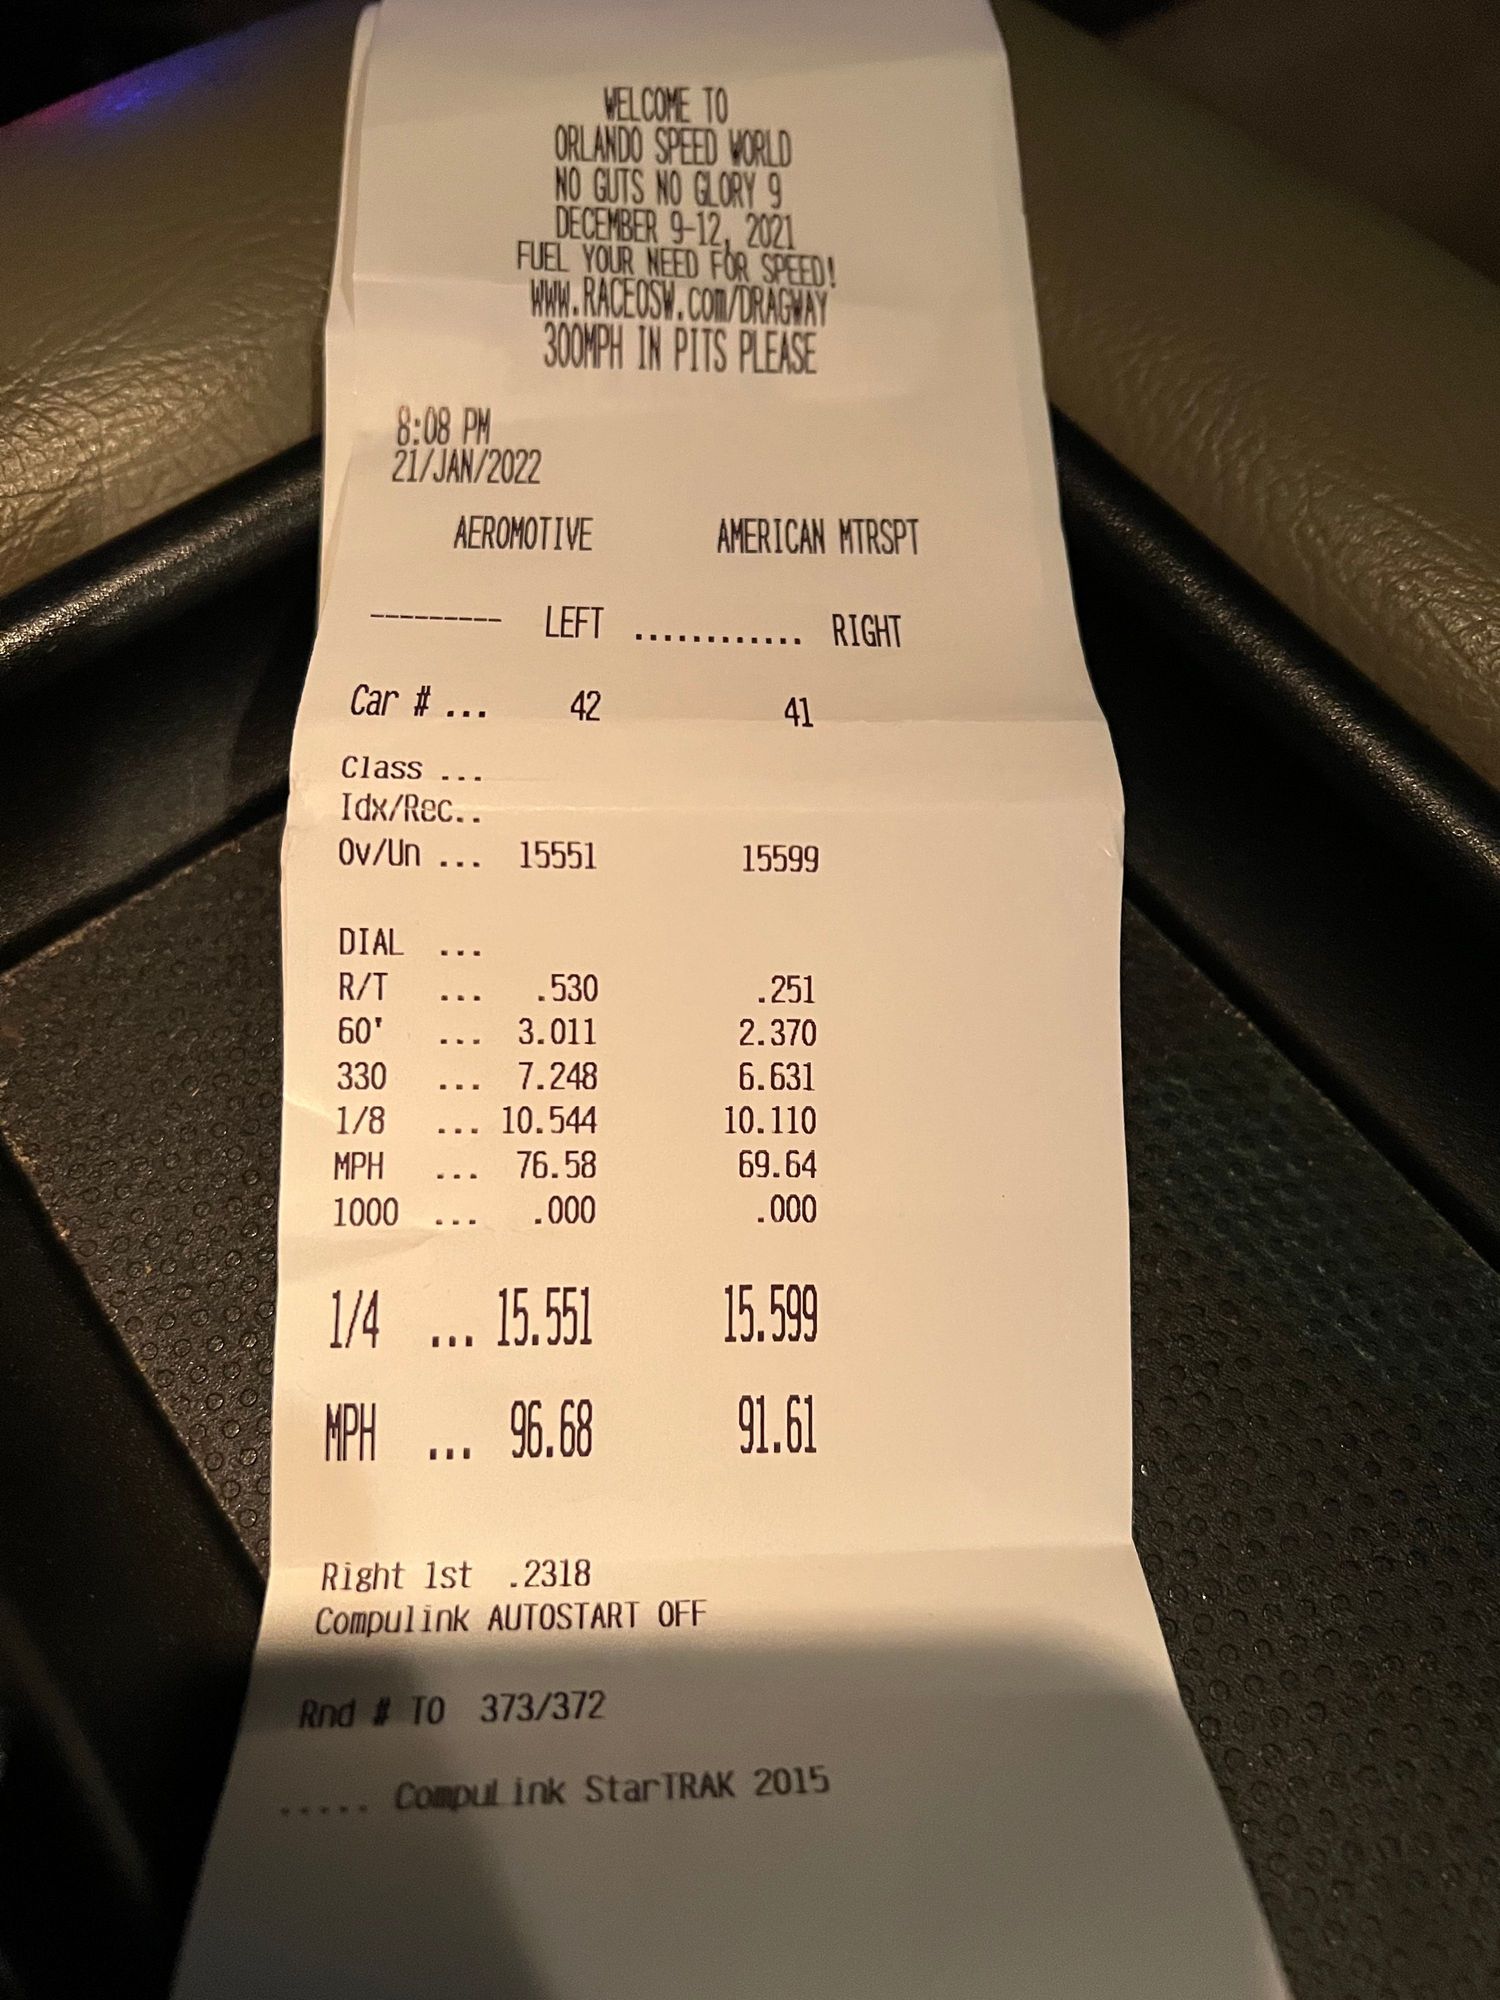 WELCOME TO
ORLANDO SPEED WORLD
NO GUTS NO GLORY 9
DECEMBER 9-12, 2021
FUEL YOUR NEED FOR SPEED!
WWW.RACEOSW.com/DRAGWAY
300MPH IN PITS PLEASE
8:08 PM
21/JAN/2022
AEROMOTIVE AMERICAN MTRSPT
--------- LEFT ............ RIGHT
Car # ... 42 41
Class ...
Idx/Rec..
Ov/Un ... 15551 15599
DIAL ...
R/T ... .530 .251
60' ... 3.011 2.370
330 ... 7.248 6.631
1/8 ... 10.544 10.110
MPH ... 76.58 69.64
1000 ... .000 .000
1/4 ... 15.551 15.599
MPH ... 96.68 91.61
Right 1st .2318
Compulink AUTOSTART OFF
Rnd # TO 373/372
..... CompuLink StarTRAK 2015